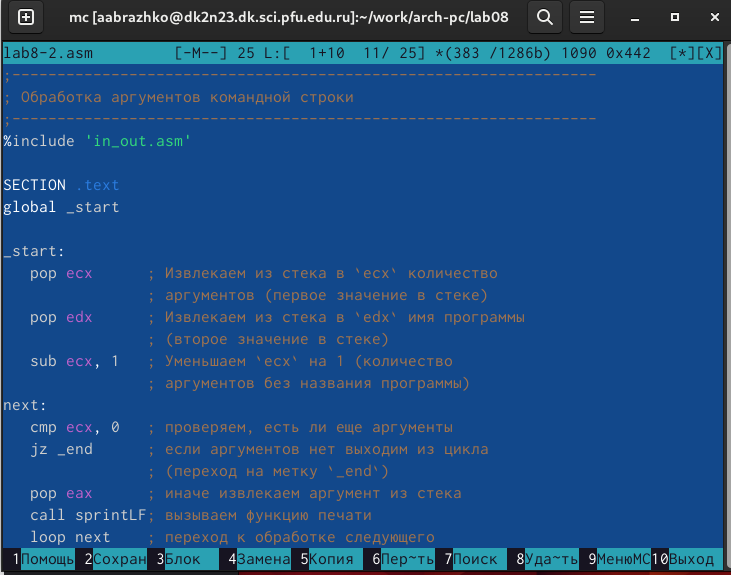 mc [aabrazhko@dk2n23.dk.sci.pfu.edu.ru]:~/work/arch-pc/lab08
lab8-2.asm [-M--] 25 L:[ 1+10 11/ 25] *(383 /1286b) 1090 0x442 [*][X]
;-----------------------------------------------------------------
; Обработка аргументов командной строки
;-----------------------------------------------------------------
%include 'in_out.asm'
SECTION .text
global _start
_start:
pop ecx ; Извлекаем из стека в `ecx` количество
; аргументов (первое значение в стеке)
pop edx ; Извлекаем из стека в `edx` имя программы
; (второе значение в стеке)
sub ecx, 1 ; Уменьшаем `ecx` на 1 (количество
; аргументов без названия программы)
next:
cmp ecx, 0 ; проверяем, есть ли еще аргументы
jz _end ; если аргументов нет выходим из цикла
; (переход на метку `_end`)
pop eax ; иначе извлекаем аргумент из стека
call sprintLF; вызываем функцию печати
loop next ; переход к обработке следующего
1Помощь 2Сохран 3Блок 4Замена 5Копия 6Пер~ть 7Поиск 8Уда~ть 9МенюMC 10Выход